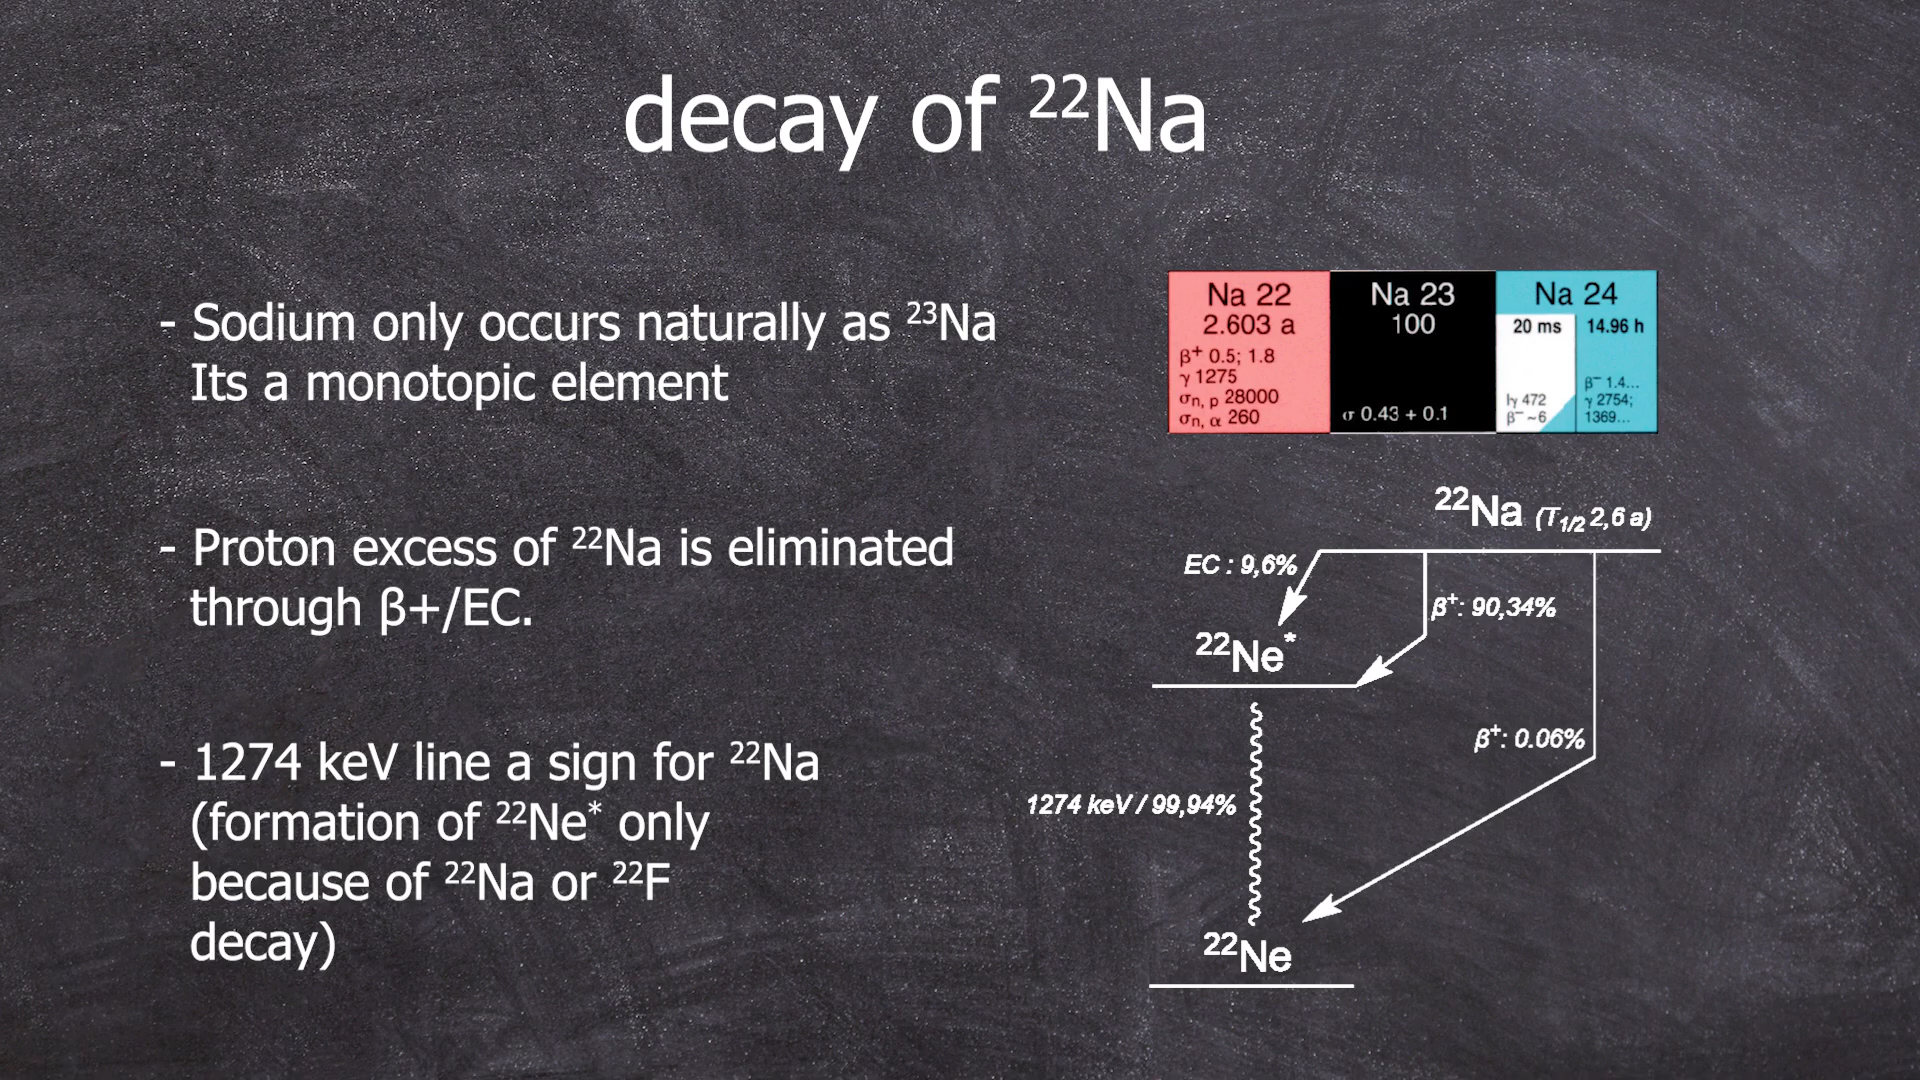 decay of ²²Na
- Sodium only occurs naturally as ²³Na
Its a monotopic element
- Proton excess of ²²Na is eliminated
through β+/EC.
- 1274 keV line a sign for ²²Na
(formation of ²²Ne* only
because of ²²Na or ²²F
decay)
Na 22
2.603 a
β⁺ 0.5; 1.8
γ 1275
σn, p 28000
σn, α 260
Na 23
100
σ 0.43 + 0.1
Na 24
20 ms
14.96 h
Iγ 472
β⁻ ~6
β⁻ 1.4...
γ 2754;
1369...
²²Na (T1/2 2,6 a)
EC : 9,6%
β⁺: 90,34%
²²Ne*
β⁺: 0.06%
1274 keV / 99,94%
²²Ne